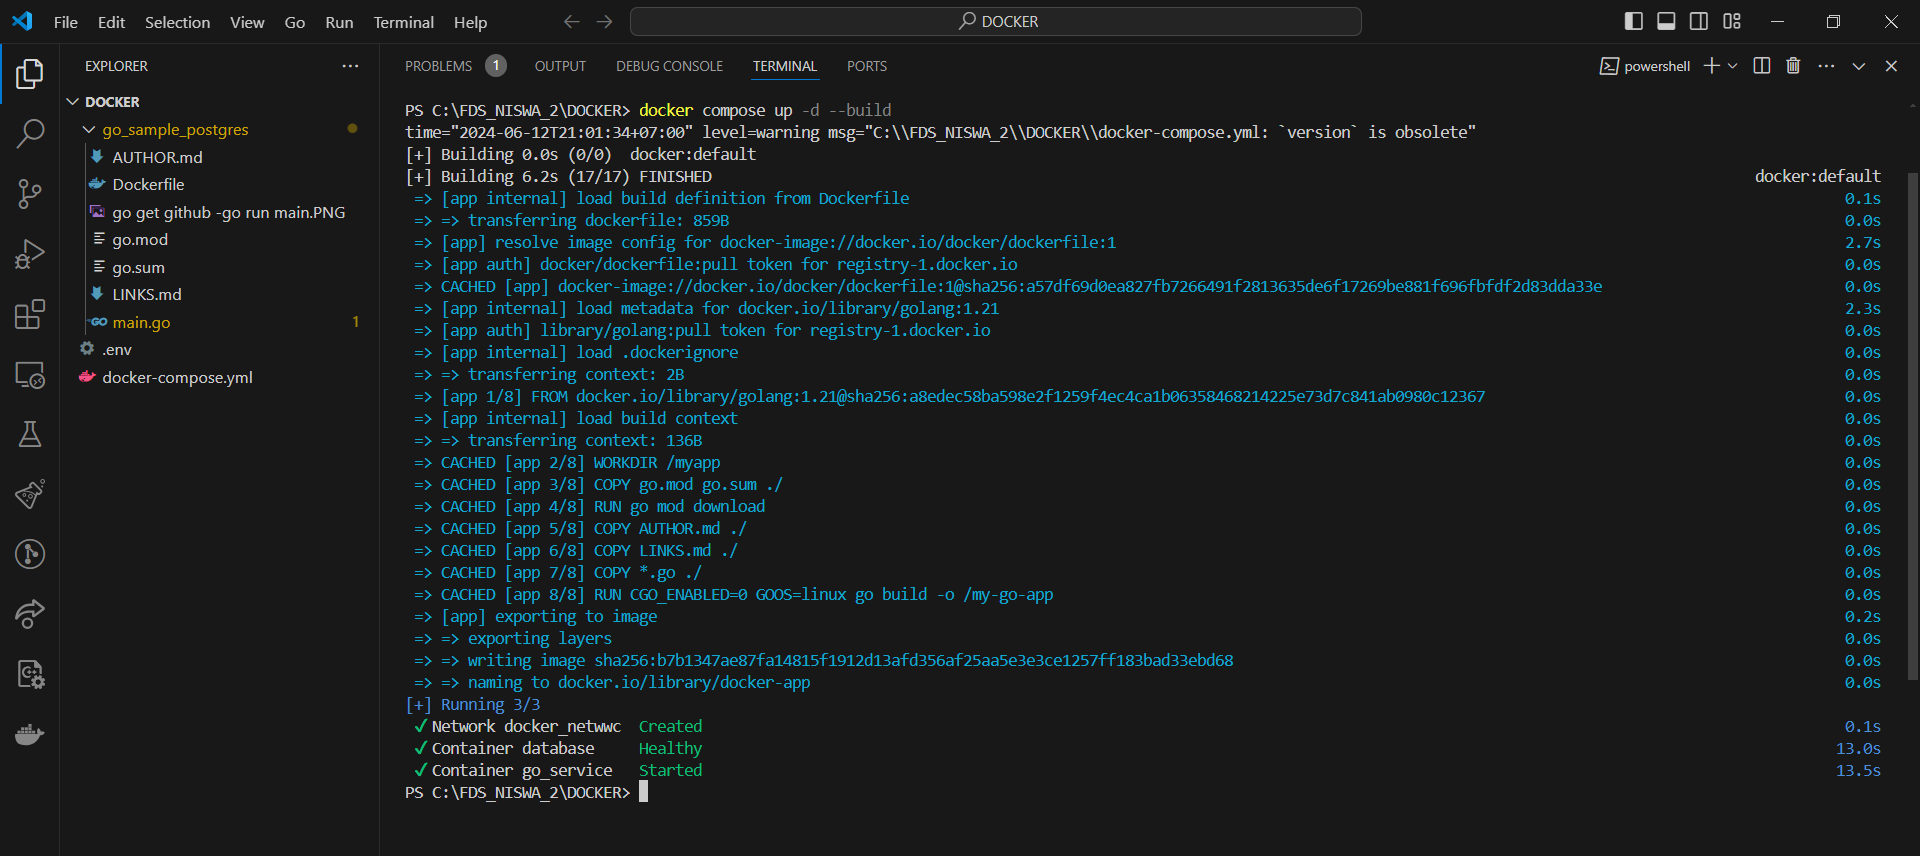 File Edit Selection View Go Run Terminal Help
DOCKER
EXPLORER
DOCKER
go_sample_postgres
AUTHOR.md
Dockerfile
go get github -go run main.PNG
go.mod
go.sum
LINKS.md
GO main.go 1
.env
docker-compose.yml
PROBLEMS 1 OUTPUT DEBUG CONSOLE TERMINAL PORTS
powershell
PS C:\FDS_NISWA_2\DOCKER> docker compose up -d --build
time="2024-06-12T21:01:34+07:00" level=warning msg="C:\\FDS_NISWA_2\\DOCKER\\docker-compose.yml: `version` is obsolete"
[+] Building 0.0s (0/0)  docker:default
[+] Building 6.2s (17/17) FINISHED docker:default
=> [app internal] load build definition from Dockerfile 0.1s
=> => transferring dockerfile: 859B 0.0s
=> [app] resolve image config for docker-image://docker.io/docker/dockerfile:1 2.7s
=> [app auth] docker/dockerfile:pull token for registry-1.docker.io 0.0s
=> CACHED [app] docker-image://docker.io/docker/dockerfile:1@sha256:a57df69d0ea827fb7266491f2813635de6f17269be881f696fbfdf2d83dda33e 0.0s
=> [app internal] load metadata for docker.io/library/golang:1.21 2.3s
=> [app auth] library/golang:pull token for registry-1.docker.io 0.0s
=> [app internal] load .dockerignore 0.0s
=> => transferring context: 2B 0.0s
=> [app 1/8] FROM docker.io/library/golang:1.21@sha256:a8edec58ba598e2f1259f4ec4ca1b06358468214225e73d7c841ab0980c12367 0.0s
=> [app internal] load build context 0.0s
=> => transferring context: 136B 0.0s
=> CACHED [app 2/8] WORKDIR /myapp 0.0s
=> CACHED [app 3/8] COPY go.mod go.sum ./ 0.0s
=> CACHED [app 4/8] RUN go mod download 0.0s
=> CACHED [app 5/8] COPY AUTHOR.md ./ 0.0s
=> CACHED [app 6/8] COPY LINKS.md ./ 0.0s
=> CACHED [app 7/8] COPY *.go ./ 0.0s
=> CACHED [app 8/8] RUN CGO_ENABLED=0 GOOS=linux go build -o /my-go-app 0.0s
=> [app] exporting to image 0.2s
=> => exporting layers 0.0s
=> => writing image sha256:b7b1347ae87fa14815f1912d13afd356af25aa5e3e3ce1257ff183bad33ebd68 0.0s
=> => naming to docker.io/library/docker-app 0.0s
[+] Running 3/3
✓ Network docker_netwwc  Created 0.1s
✓ Container database  Healthy 13.0s
✓ Container go_service  Started 13.5s
PS C:\FDS_NISWA_2\DOCKER>